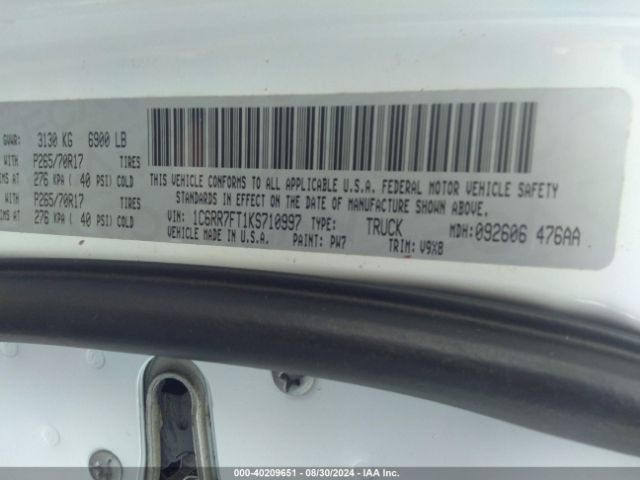 GVWR: 3130 KG 6900 LB
WITH P265/70R17 TIRES
MS AT 276 KPA ( 40 PSI) COLD
WITH P265/70R17 TIRES
MS AT 276 KPA ( 40 PSI) COLD
THIS VEHICLE CONFORMS TO ALL APPLICABLE U.S.A. FEDERAL MOTOR VEHICLE SAFETY
STANDARDS IN EFFECT ON THE DATE OF MANUFACTURE SHOWN ABOVE.
VIN: 1C6RR7FT1KS710997 TYPE: TRUCK MDH: 092606 476AA
VEHICLE MADE IN U.S.A. PAINT: PW7 TRIM: V9X8
000-40209651 - 08/30/2024 - IAA Inc.